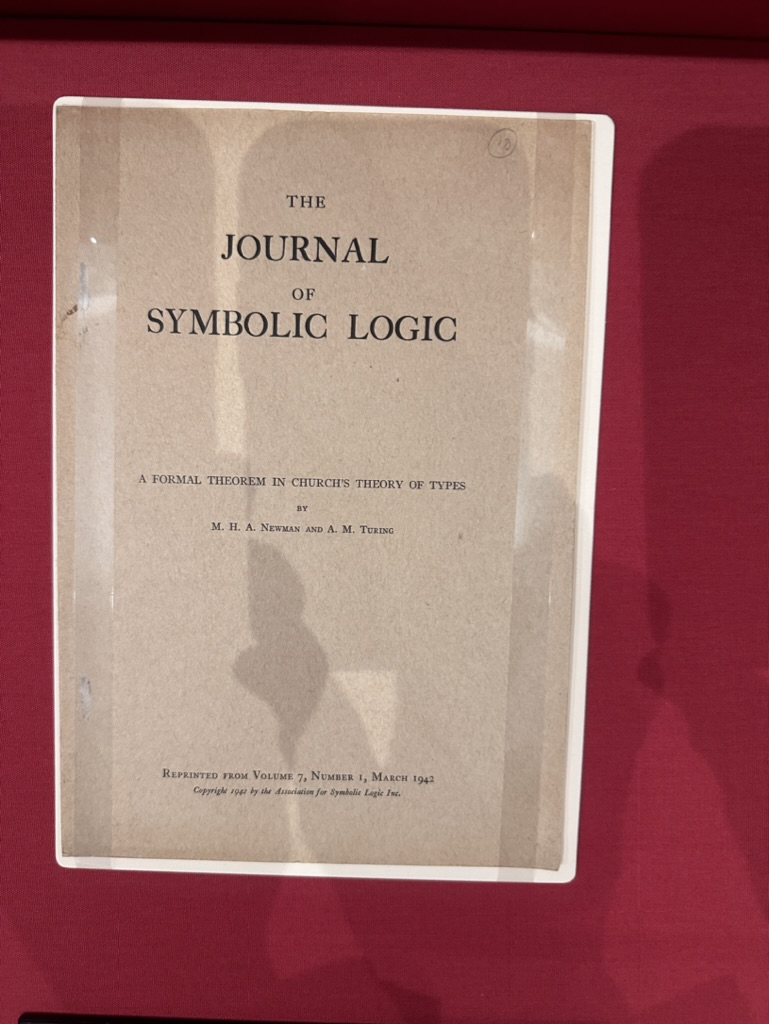 THE
JOURNAL
OF
SYMBOLIC LOGIC
A FORMAL THEOREM IN CHURCH'S THEORY OF TYPES
BY
M. H. A. NEWMAN AND A. M. TURING
REPRINTED FROM VOLUME 7, NUMBER 1, MARCH 1942
Copyright 1942 by the Association for Symbolic Logic Inc.